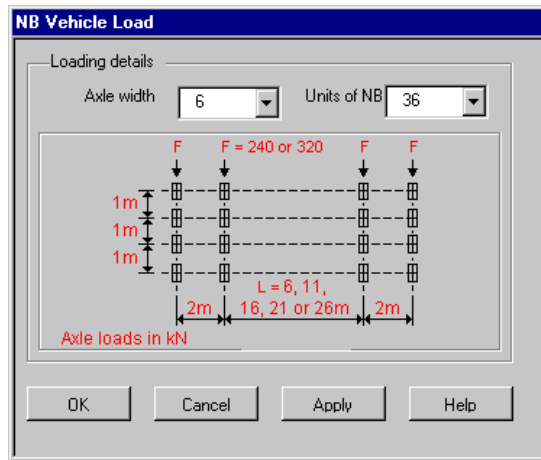 NB Vehicle Load
Loading details
Axle width 6 Units of NB 36
F F = 240 or 320 F F
1m
1m
1m
L = 6, 11,
2m 16, 21 or 26m 2m
Axle loads in kN
OK Cancel Apply Help